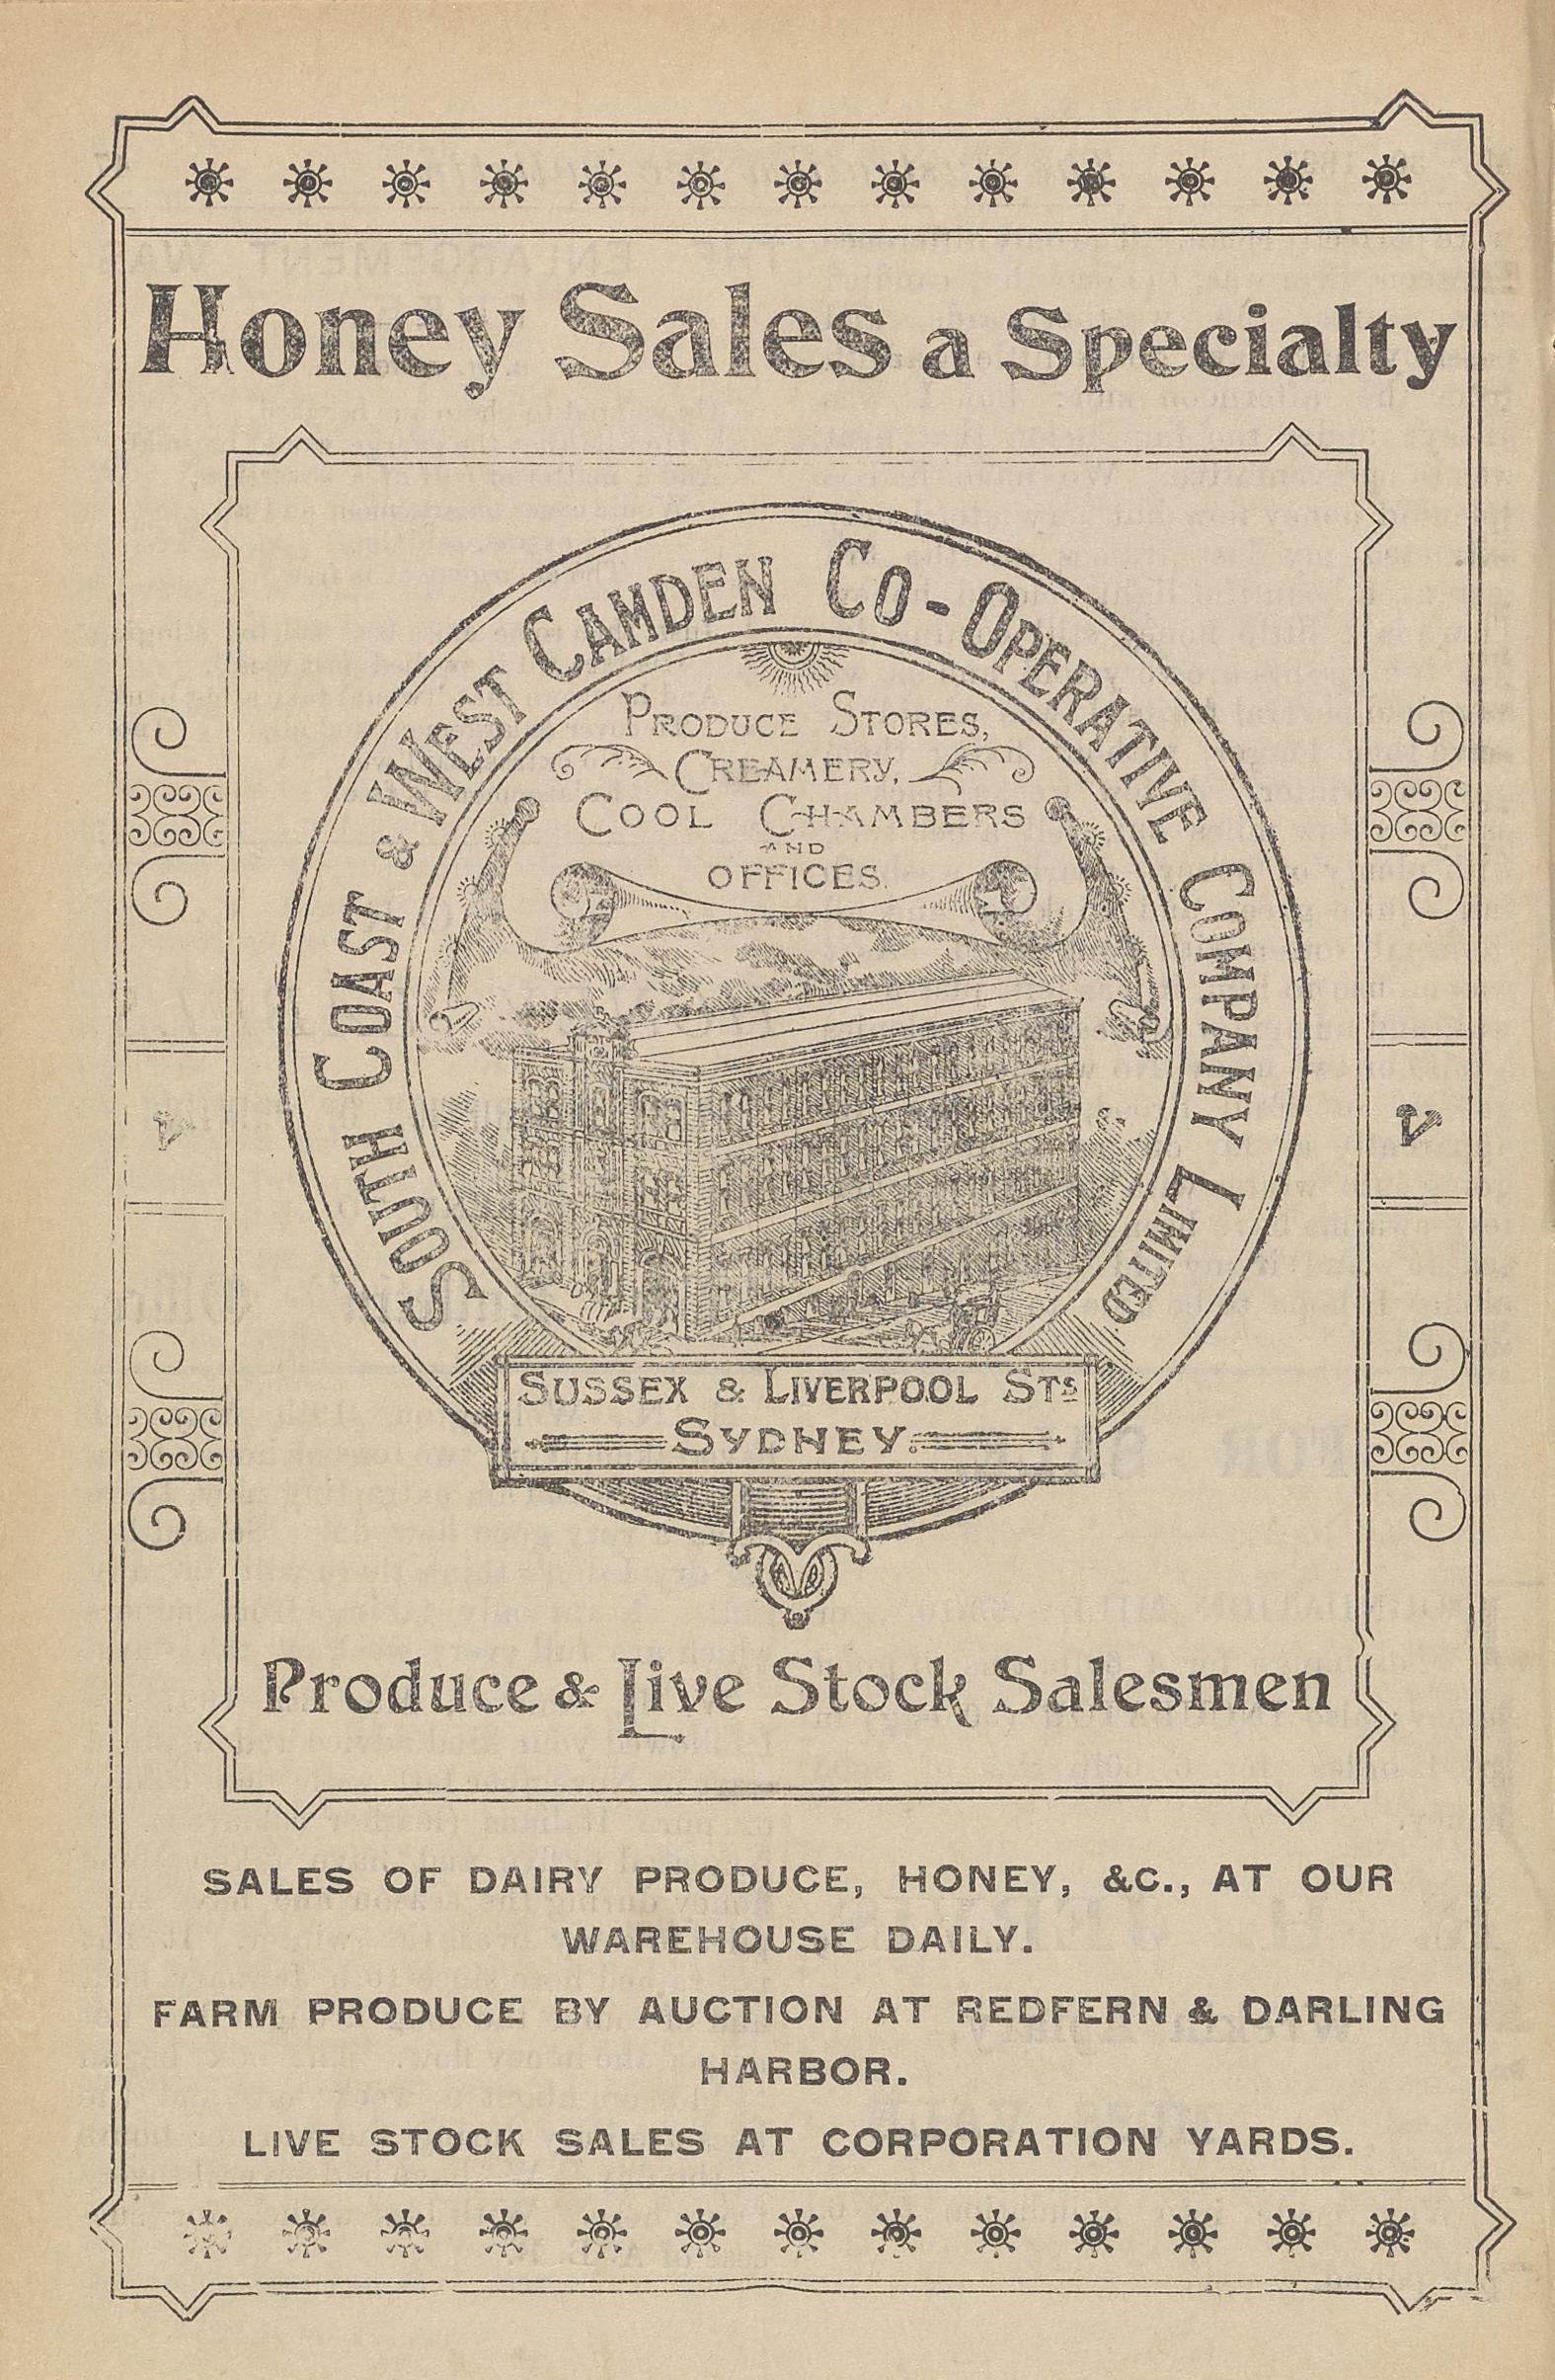 Honey Sales a Specialty
South Coast & West Camden Co-Operative Company Limited
Produce Stores,
Creamery,
Cool Chambers
AND
OFFICES.
Sussex & Liverpool Sts
Sydney.
Produce & Live Stock Salesmen
SALES OF DAIRY PRODUCE, HONEY, &C., AT OUR
WAREHOUSE DAILY.
FARM PRODUCE BY AUCTION AT REDFERN & DARLING
HARBOR.
LIVE STOCK SALES AT CORPORATION YARDS.